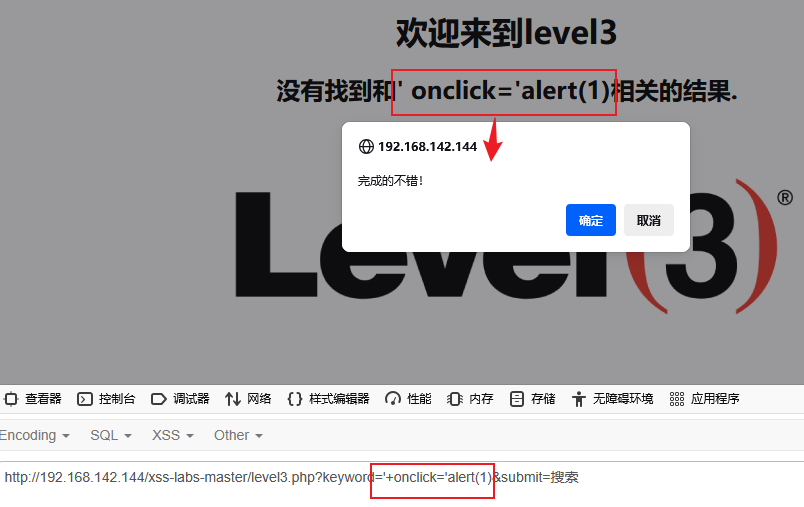 欢迎来到level3
没有找到和' onclick='alert(1)相关的结果.
192.168.142.144
完成的不错！
确定 取消
Level(3)®
查看器 控制台 调试器 网络 {} 样式编辑器 性能 内存 存储 无障碍环境 应用程序
Encoding SQL XSS Other
http://192.168.142.144/xss-labs-master/level3.php?keyword='+onclick='alert(1)&submit=搜索